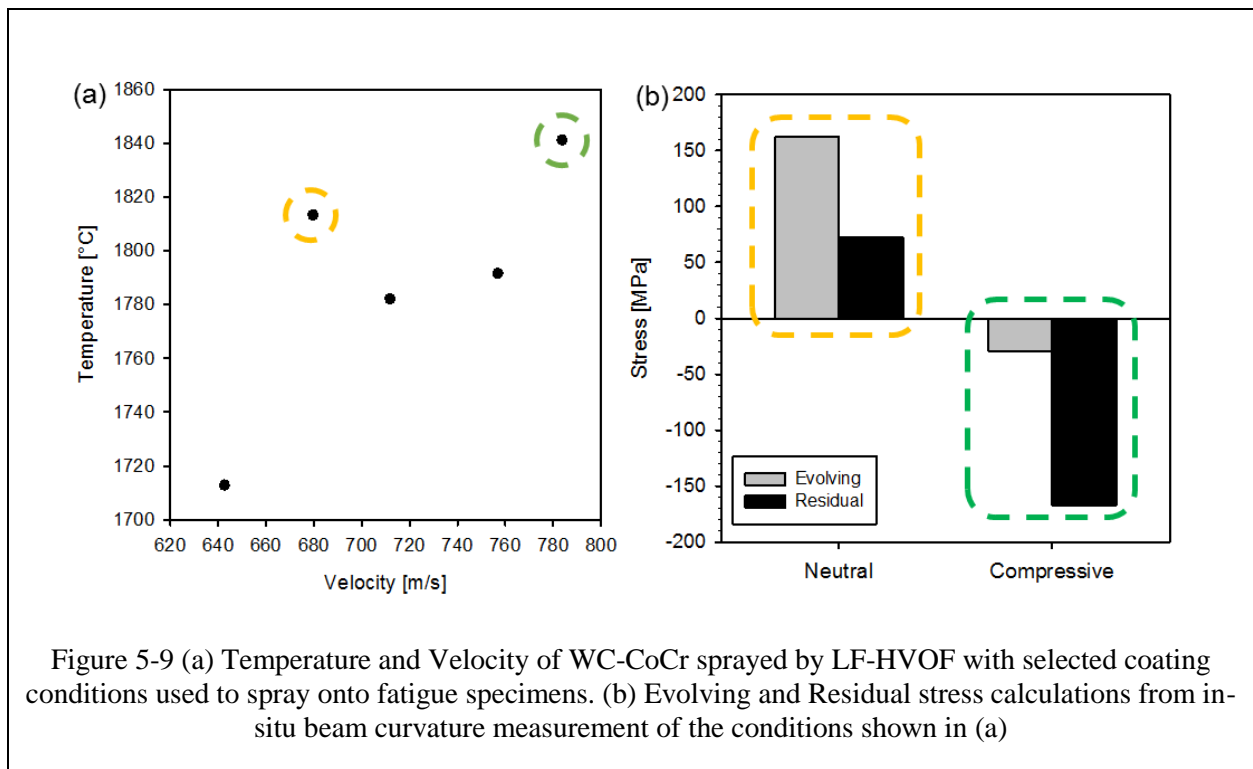 (a)
1860
1840
1820
1800
1780
1760
1740
1720
1700
Temperature [°C]
620 640 660 680 700 720 740 760 780 800
Velocity [m/s]
(b)
200
150
100
50
0
-50
-100
-150
-200
Stress [MPa]
Evolving
Residual
Neutral Compressive
Figure 5-9 (a) Temperature and Velocity of WC-CoCr sprayed by LF-HVOF with selected coating
conditions used to spray onto fatigue specimens. (b) Evolving and Residual stress calculations from in-
situ beam curvature measurement of the conditions shown in (a)